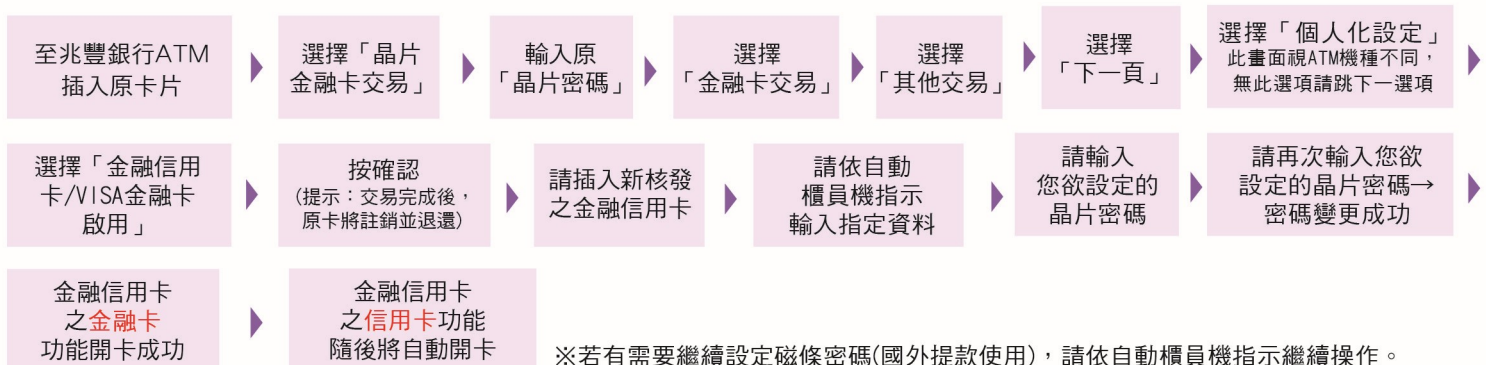 至兆豐銀行ATM
插入原卡片
選擇「晶片
金融卡交易」
輸入原
「晶片密碼」
選擇
「金融卡交易」
選擇
「其他交易」
選擇
「下一頁」
選擇「個人化設定」
此畫面視ATM機種不同，
無此選項請跳下一選項
選擇「金融信用
卡/VISA金融卡
啟用」
按確認
(提示：交易完成後，
原卡將註銷並退還)
請插入新核發
之金融信用卡
請依自動
櫃員機指示
輸入指定資料
請輸入
您欲設定的
晶片密碼
請再次輸入您欲
設定的晶片密碼→
密碼變更成功
金融信用卡
之金融卡
功能開卡成功
金融信用卡
之信用卡功能
隨後將自動開卡
※若有需要繼續設定磁條密碼(國外提款使用)，請依自動櫃員機指示繼續操作。